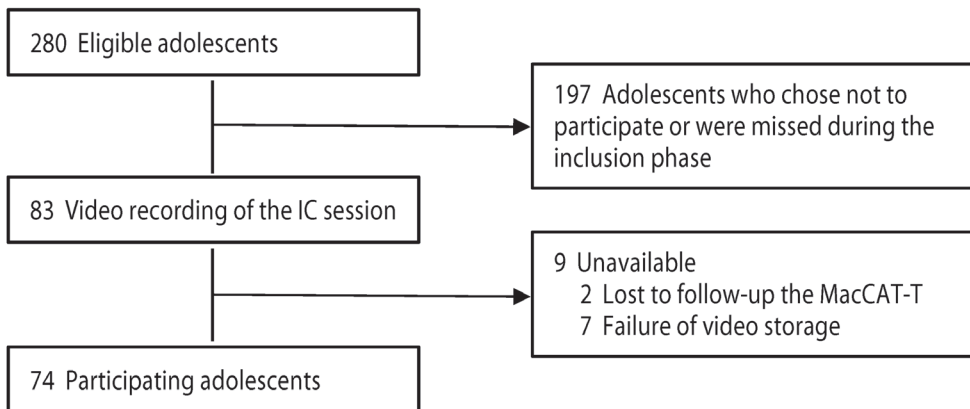 280 Eligible adolescents
197 Adolescents who chose not to
participate or were missed during the
inclusion phase
83 Video recording of the IC session
9 Unavailable
2 Lost to follow-up the MacCAT-T
7 Failure of video storage
74 Participating adolescents